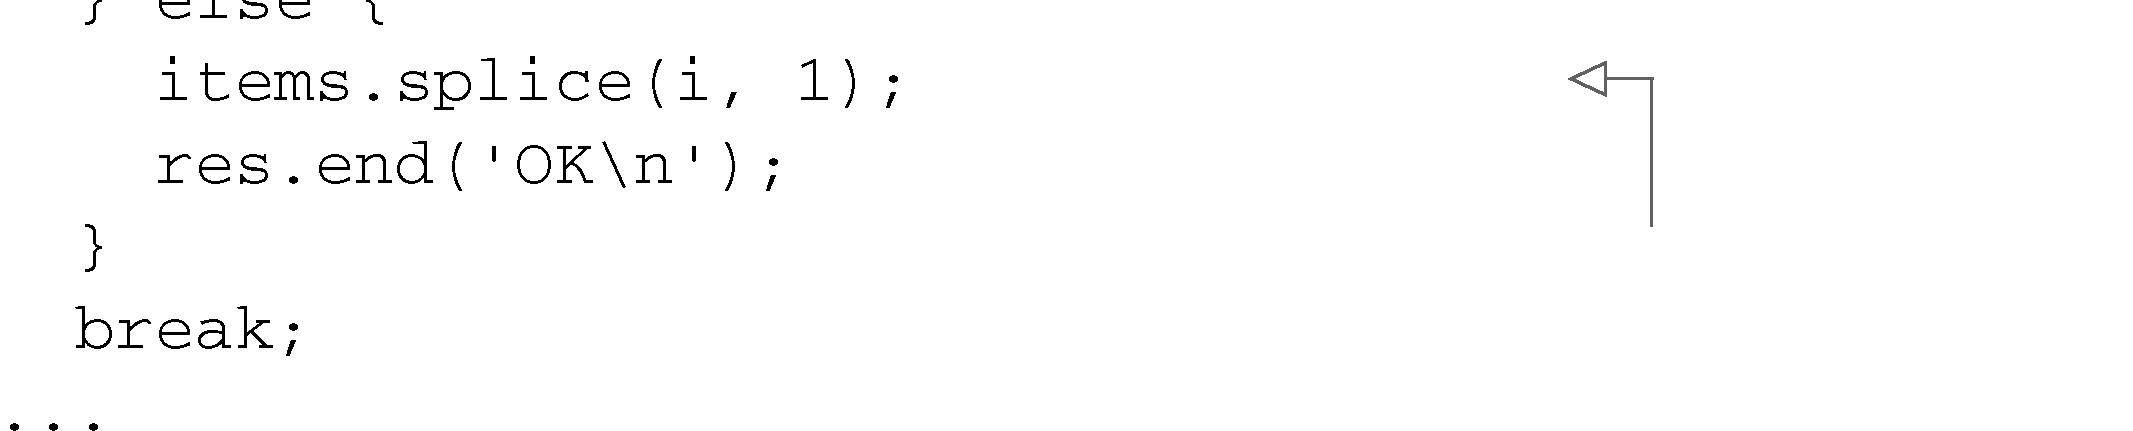 } else {
items.splice(i, 1);
res.end('OK\n');
}
break;
...